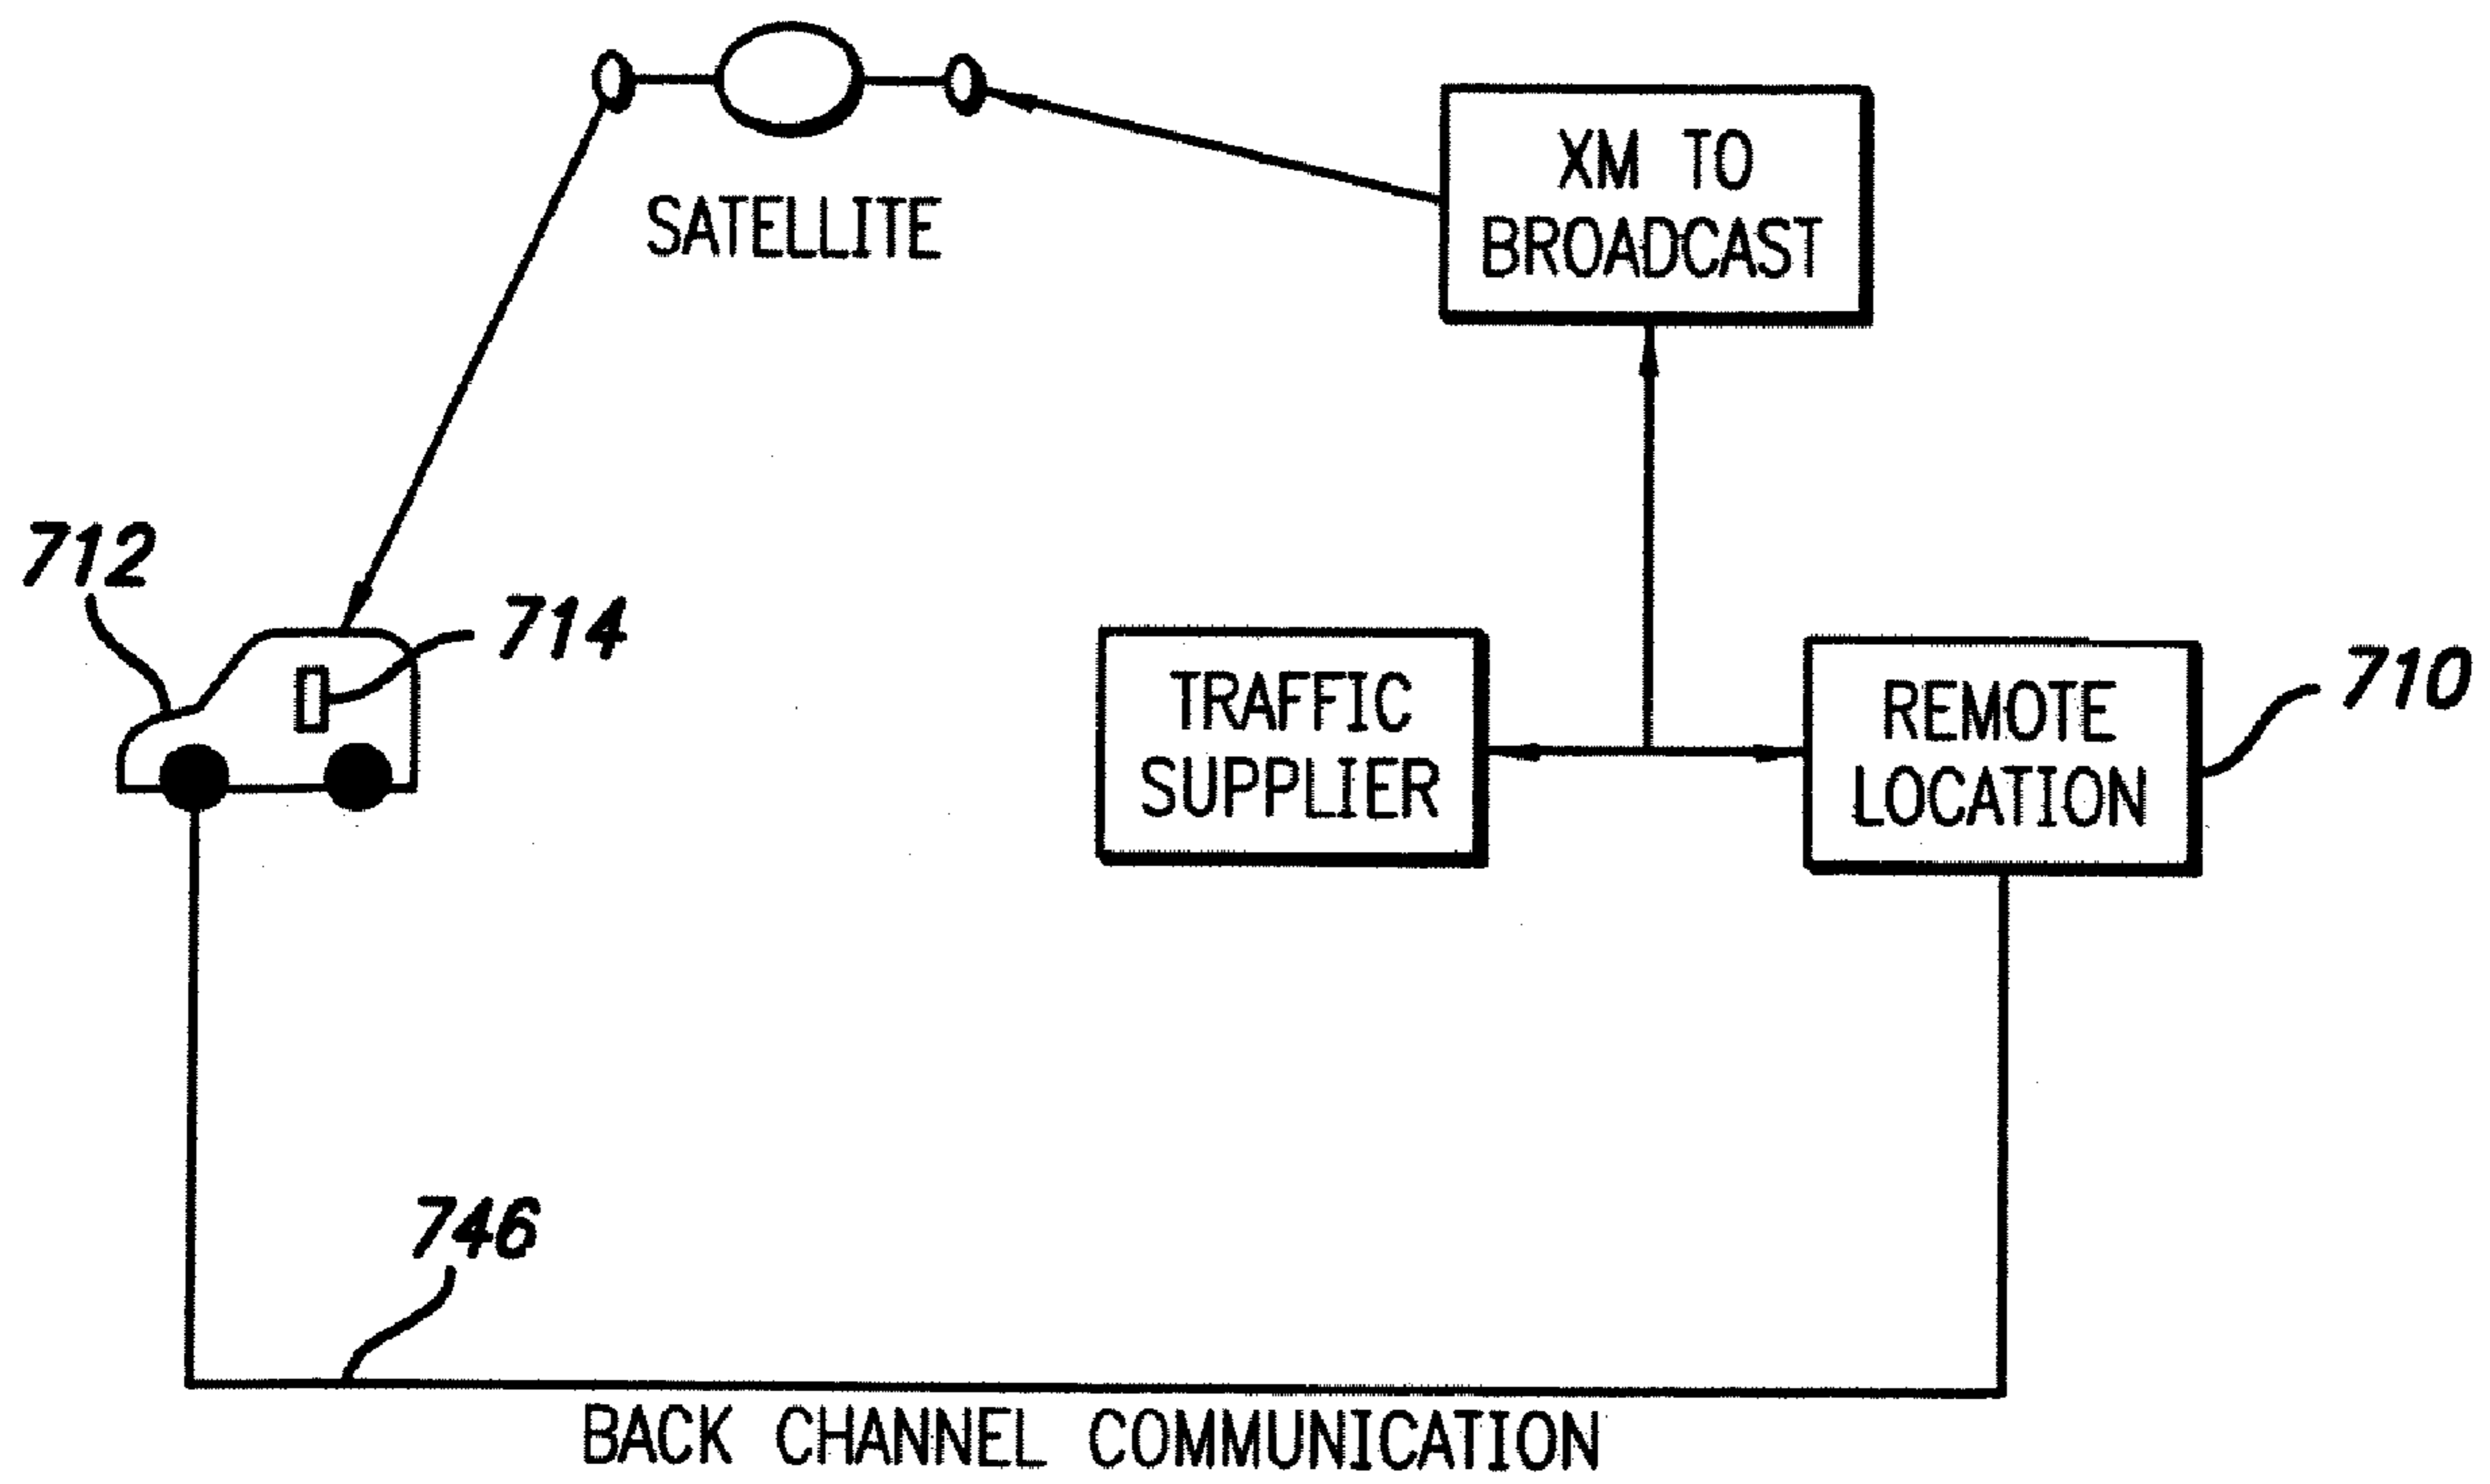 XM TO
BROADCAST
SATELLITE
712
714
TRAFFIC
SUPPLIER
REMOTE
LOCATION
710
746
BACK CHANNEL COMMUNICATION